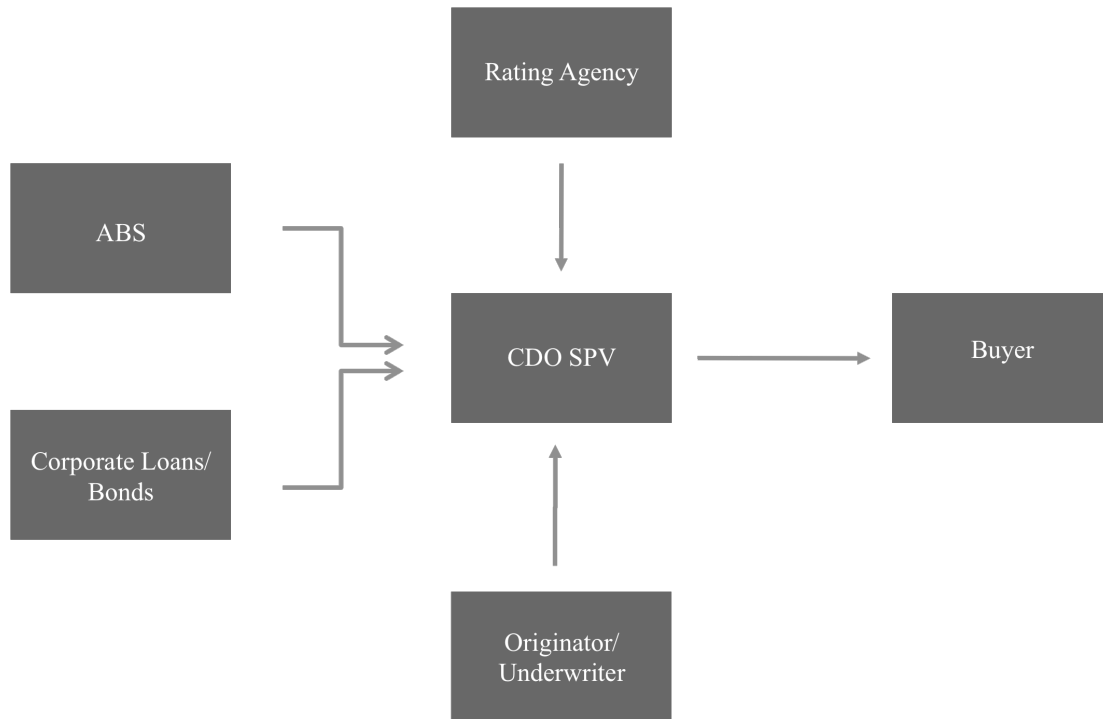 Rating Agency
ABS
CDO SPV
Buyer
Corporate Loans/
Bonds
Originator/
Underwriter